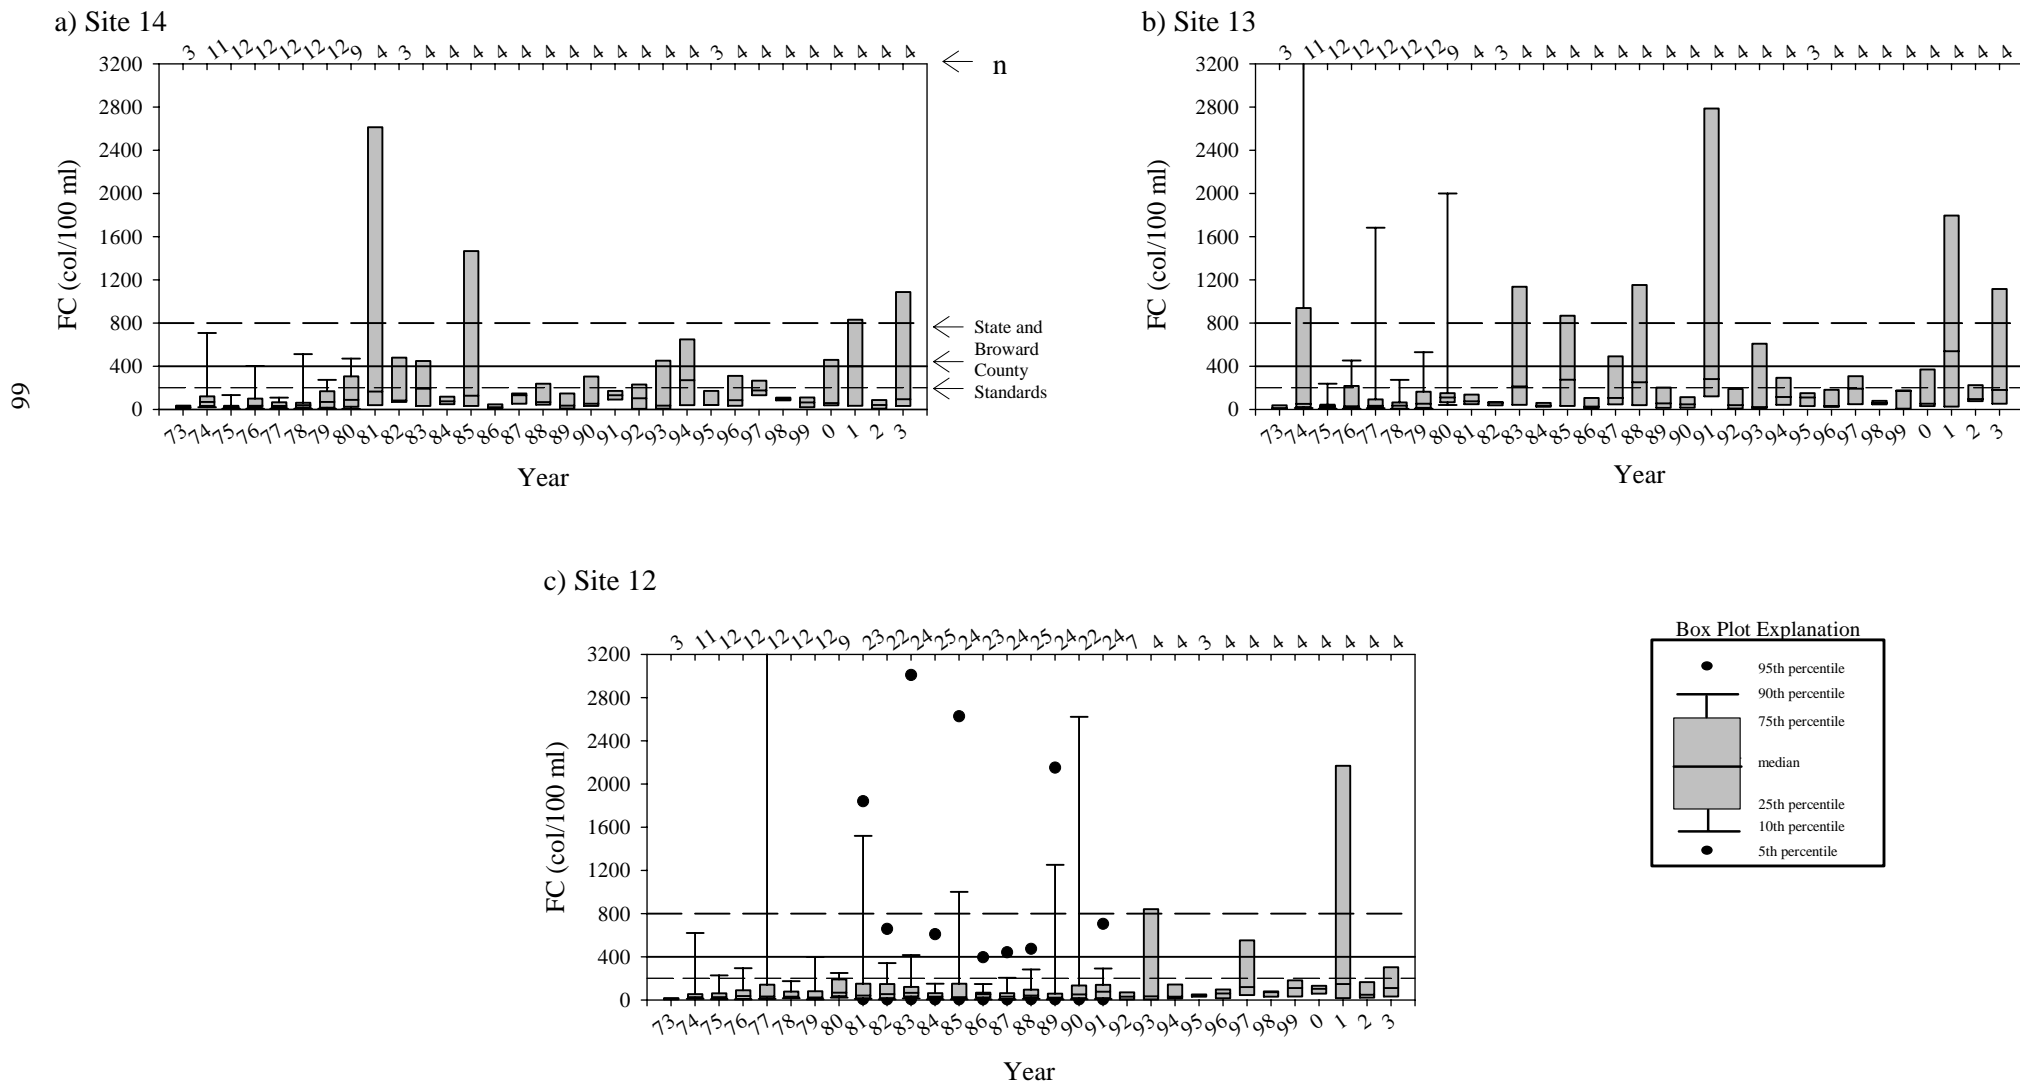 a) Site 14
3 11 12 12 12 12 12 9 4 3 4 4 4 4 4 4 4 4 4 4 4 4 3 4 4 4 4 4 4 4 4
n
FC (col/100 ml)
3200
2800
2400
2000
1600
1200
800
400
0
State and
Broward
County
Standards
73 74 75 76 77 78 79 80 81 82 83 84 85 86 87 88 89 90 91 92 93 94 95 96 97 98 99 0 1 2 3
Year
b) Site 13
3 11 12 12 12 12 12 9 4 3 4 4 4 4 4 4 4 4 4 4 4 4 3 4 4 4 4 4 4 4 4
FC (col/100 ml)
3200
2800
2400
2000
1600
1200
800
400
0
73 74 75 76 77 78 79 80 81 82 83 84 85 86 87 88 89 90 91 92 93 94 95 96 97 98 99 0 1 2 3
Year
99
c) Site 12
3 11 12 12 12 12 12 9 23 22 24 25 24 23 24 25 24 22 24 7 4 4 3 4 4 4 4 4 4 4 4
FC (col/100 ml)
3200
2800
2400
2000
1600
1200
800
400
0
73 74 75 76 77 78 79 80 81 82 83 84 85 86 87 88 89 90 91 92 93 94 95 96 97 98 99 0 1 2 3
Year
Box Plot Explanation
95th percentile
90th percentile
75th percentile
median
25th percentile
10th percentile
5th percentile